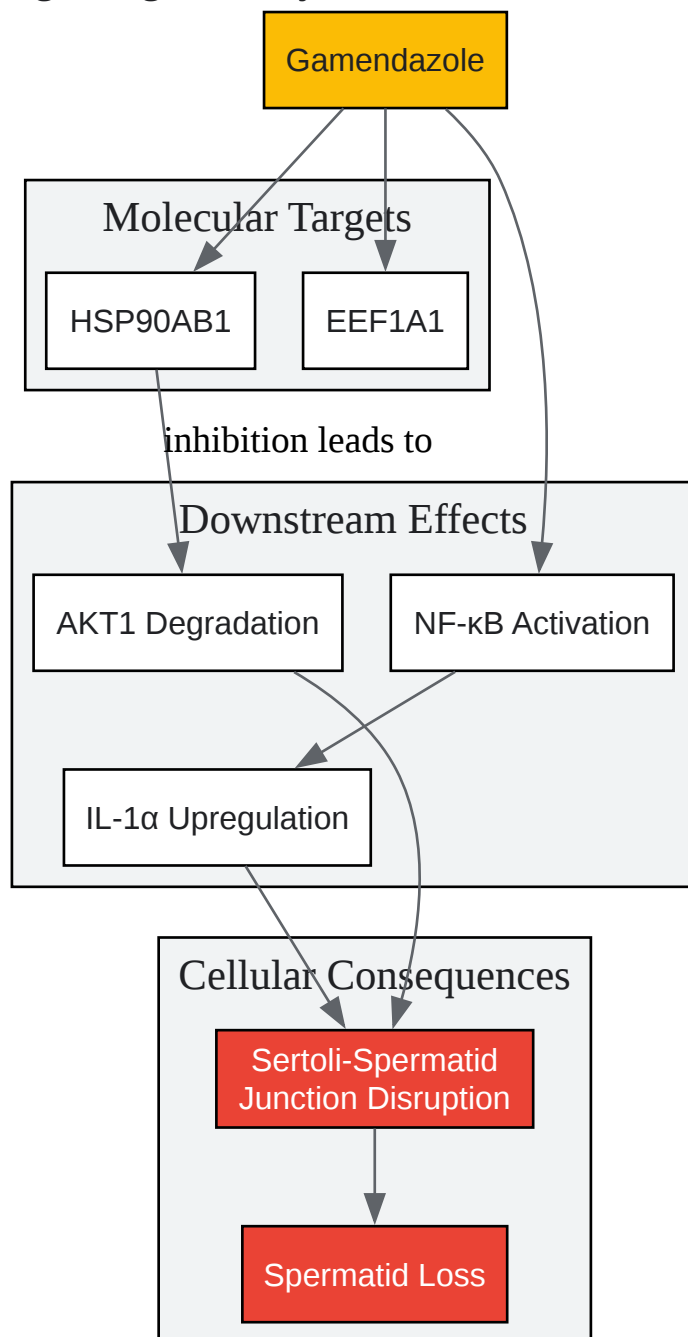 Gamendazole
Molecular Targets
HSP90AB1
EEF1A1
inhibition leads to
Downstream Effects
AKT1 Degradation
NF-κB Activation
IL-1α Upregulation
Cellular Consequences
Sertoli-Spermatid
Junction Disruption
Spermatid Loss